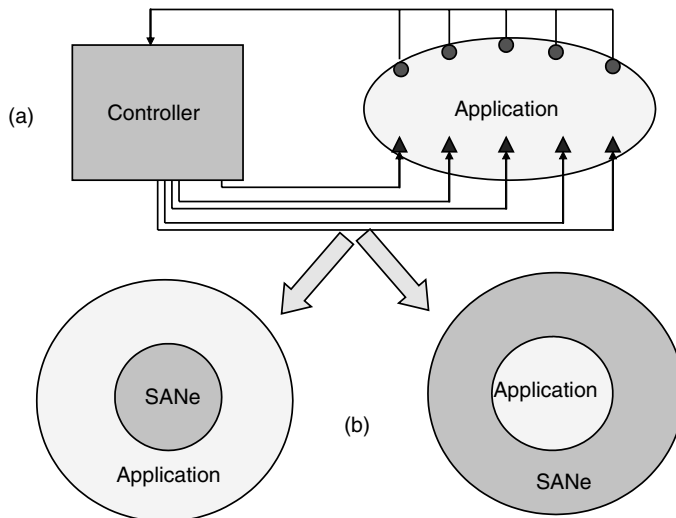 Controller
Application
(a)
SANe
Application
(b)
Application
SANe